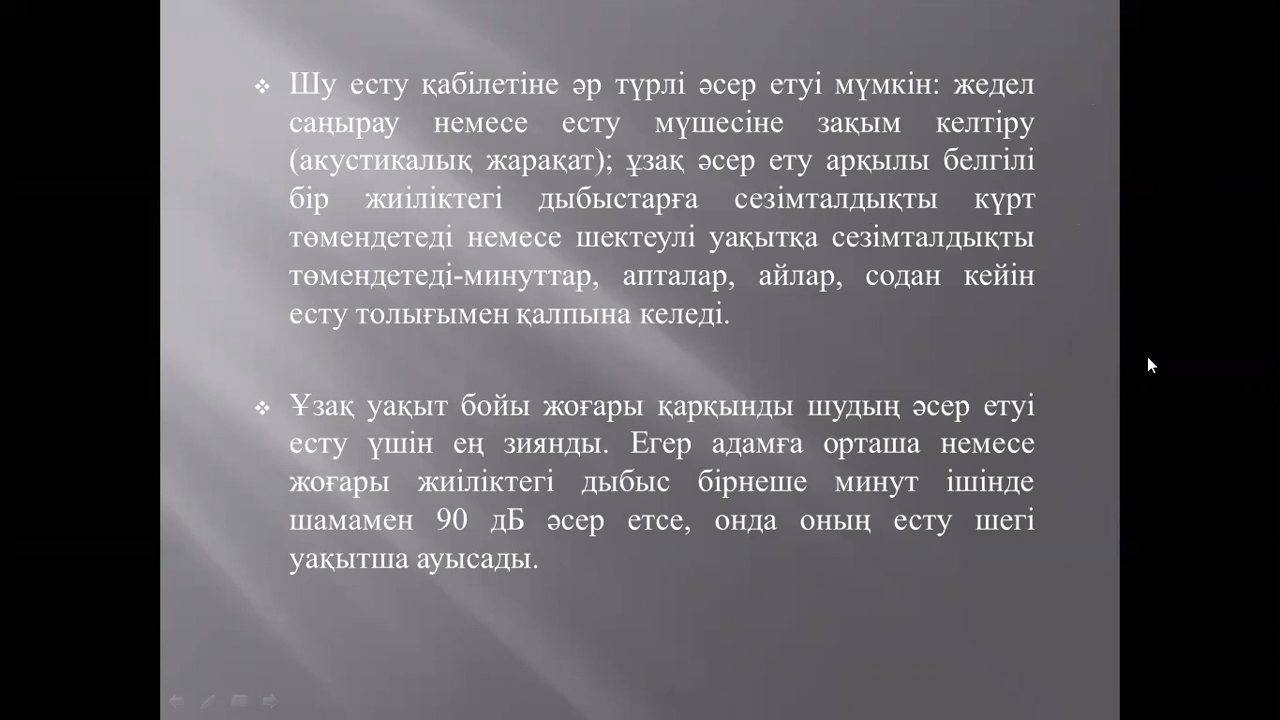 Шу есту қабілетіне әр түрлі әсер етуі мүмкін: жедел
саңырау немесе есту мүшесіне зақым келтіру
(акустикалық жарақат); ұзақ әсер ету арқылы белгілі
бір жиіліктегі дыбыстарға сезімталдықты күрт
төмендетеді немесе шектеулі уақытқа сезімталдықты
төмендетеді-минуттар, апталар, айлар, содан кейін
есту толығымен қалпына келеді.
Ұзақ уақыт бойы жоғары қарқынды шудың әсер етуі
есту үшін ең зиянды. Егер адамға орташа немесе
жоғары жиіліктегі дыбыс бірнеше минут ішінде
шамамен 90 дБ әсер етсе, онда оның есту шегі
уақытша ауысады.